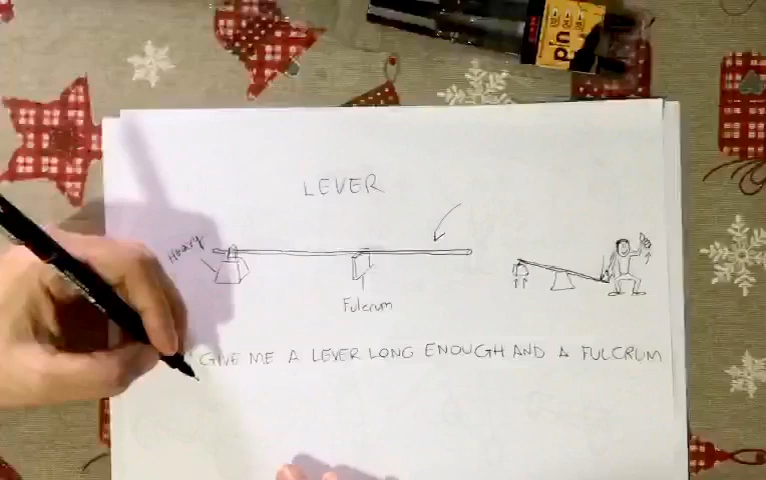 LEVER
Heavy
Fulcrum
GIVE ME A LEVER LONG ENOUGH AND A FULCRUM